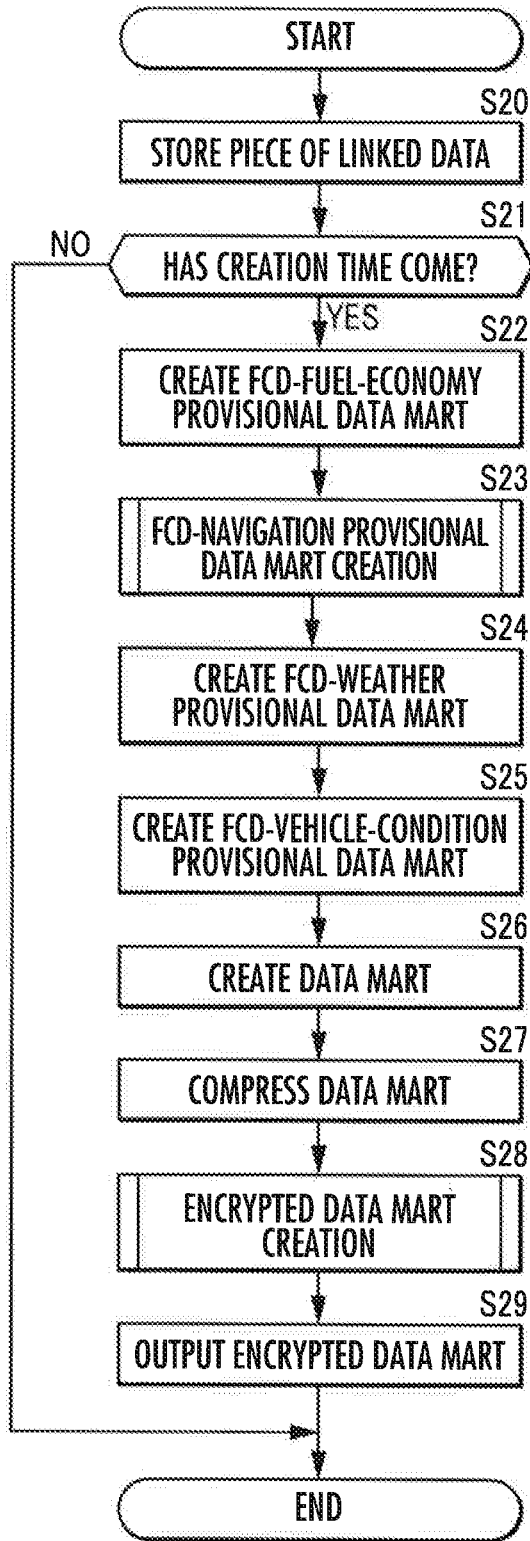 START
S20
STORE PIECE OF LINKED DATA
S21
NO
HAS CREATION TIME COME?
YES
S22
CREATE FCD-FUEL-ECONOMY
PROVISIONAL DATA MART
S23
FCD-NAVIGATION PROVISIONAL
DATA MART CREATION
S24
CREATE FCD-WEATHER
PROVISIONAL DATA MART
S25
CREATE FCD-VEHICLE-CONDITION
PROVISIONAL DATA MART
S26
CREATE DATA MART
S27
COMPRESS DATA MART
S28
ENCRYPTED DATA MART
CREATION
S29
OUTPUT ENCRYPTED DATA MART
END